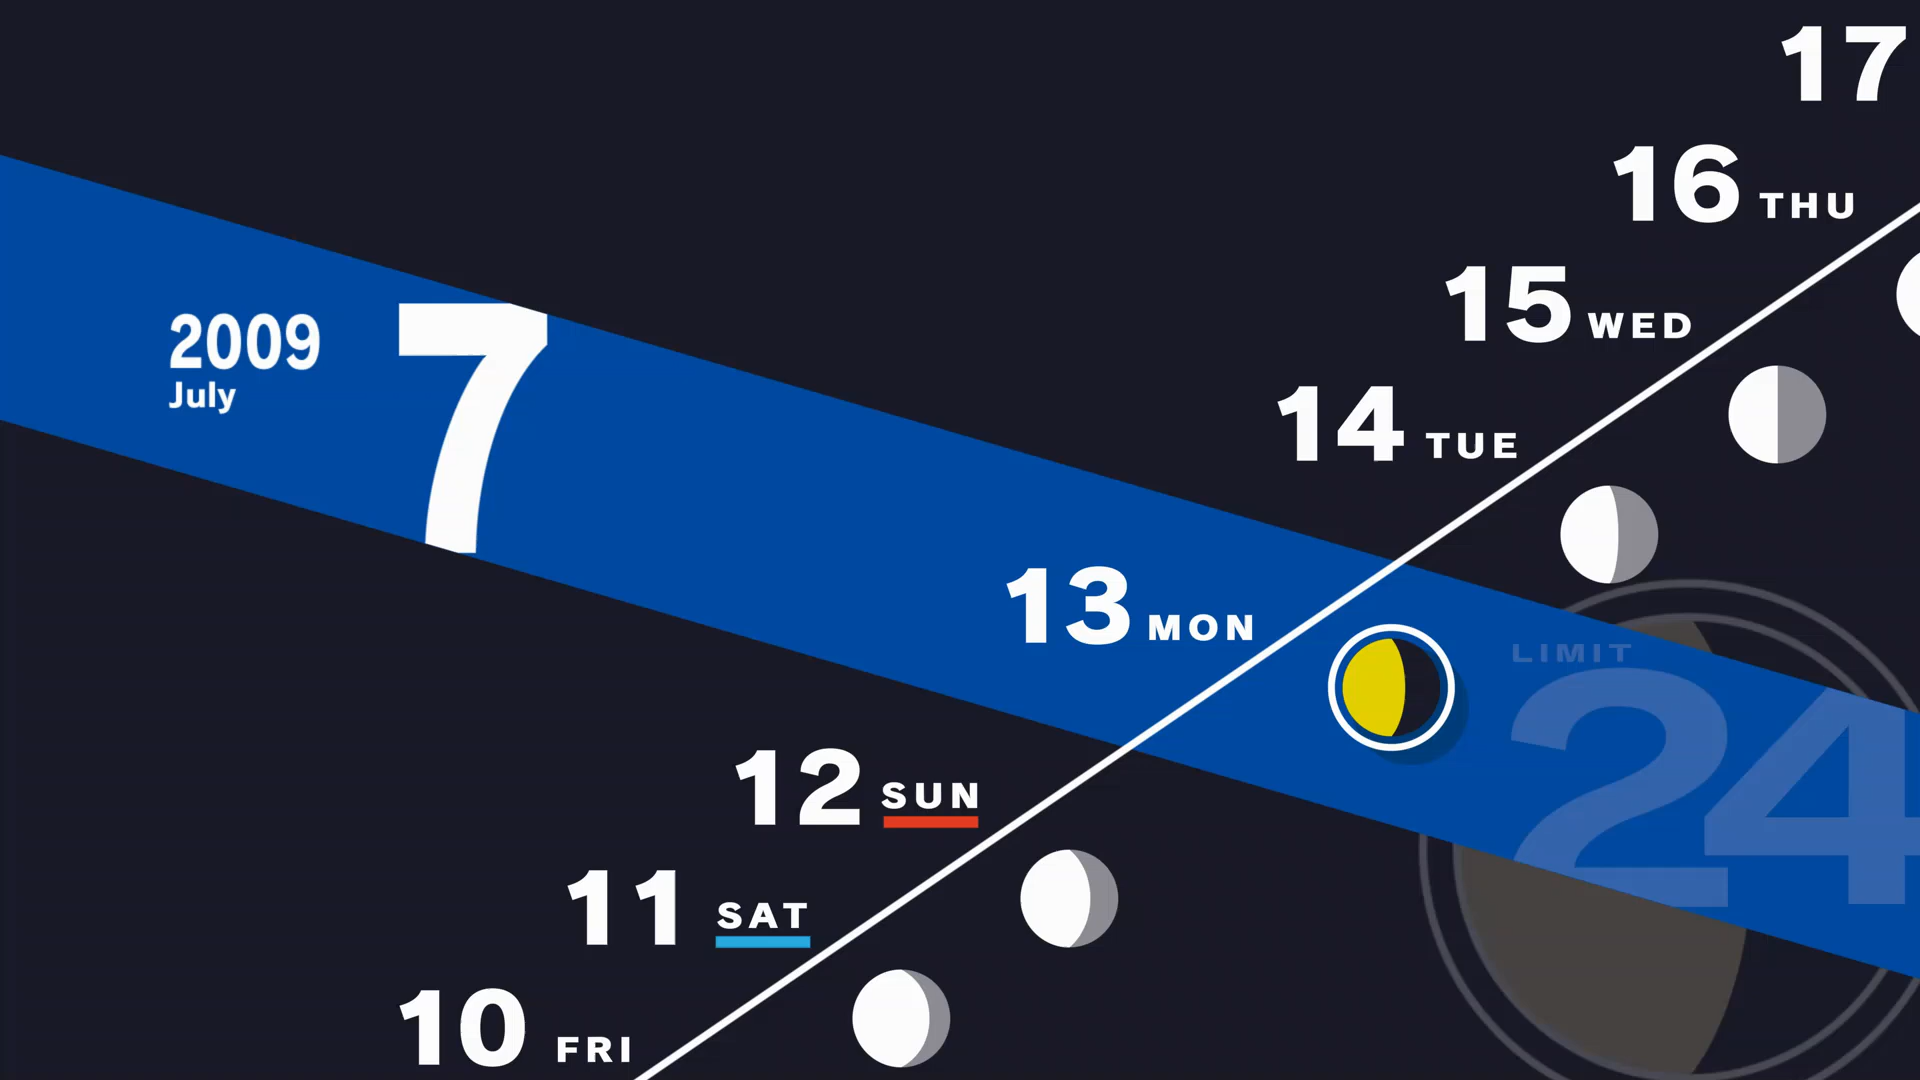 17
16 THU
15 WED
14 TUE
2009
July
7
13 MON
LIMIT
24
12 SUN
11 SAT
10 FRI